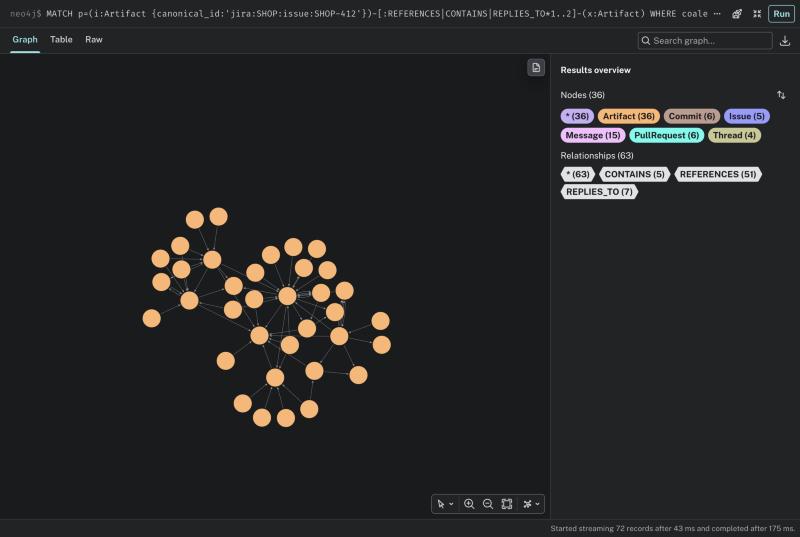 neo4j$ MATCH p=(i:Artifact {canonical_id:'jira:SHOP:issue:SHOP-412'})-[:REFERENCES|CONTAINS|REPLIES_TO*1..2]-(x:Artifact) WHERE coale ···
Run
Graph Table Raw
Search graph...
Results overview
Nodes (36)
* (36) Artifact (36) Commit (6) Issue (5)
Message (15) PullRequest (6) Thread (4)
Relationships (63)
* (63) CONTAINS (5) REFERENCES (51)
REPLIES_TO (7)
Started streaming 72 records after 43 ms and completed after 175 ms.